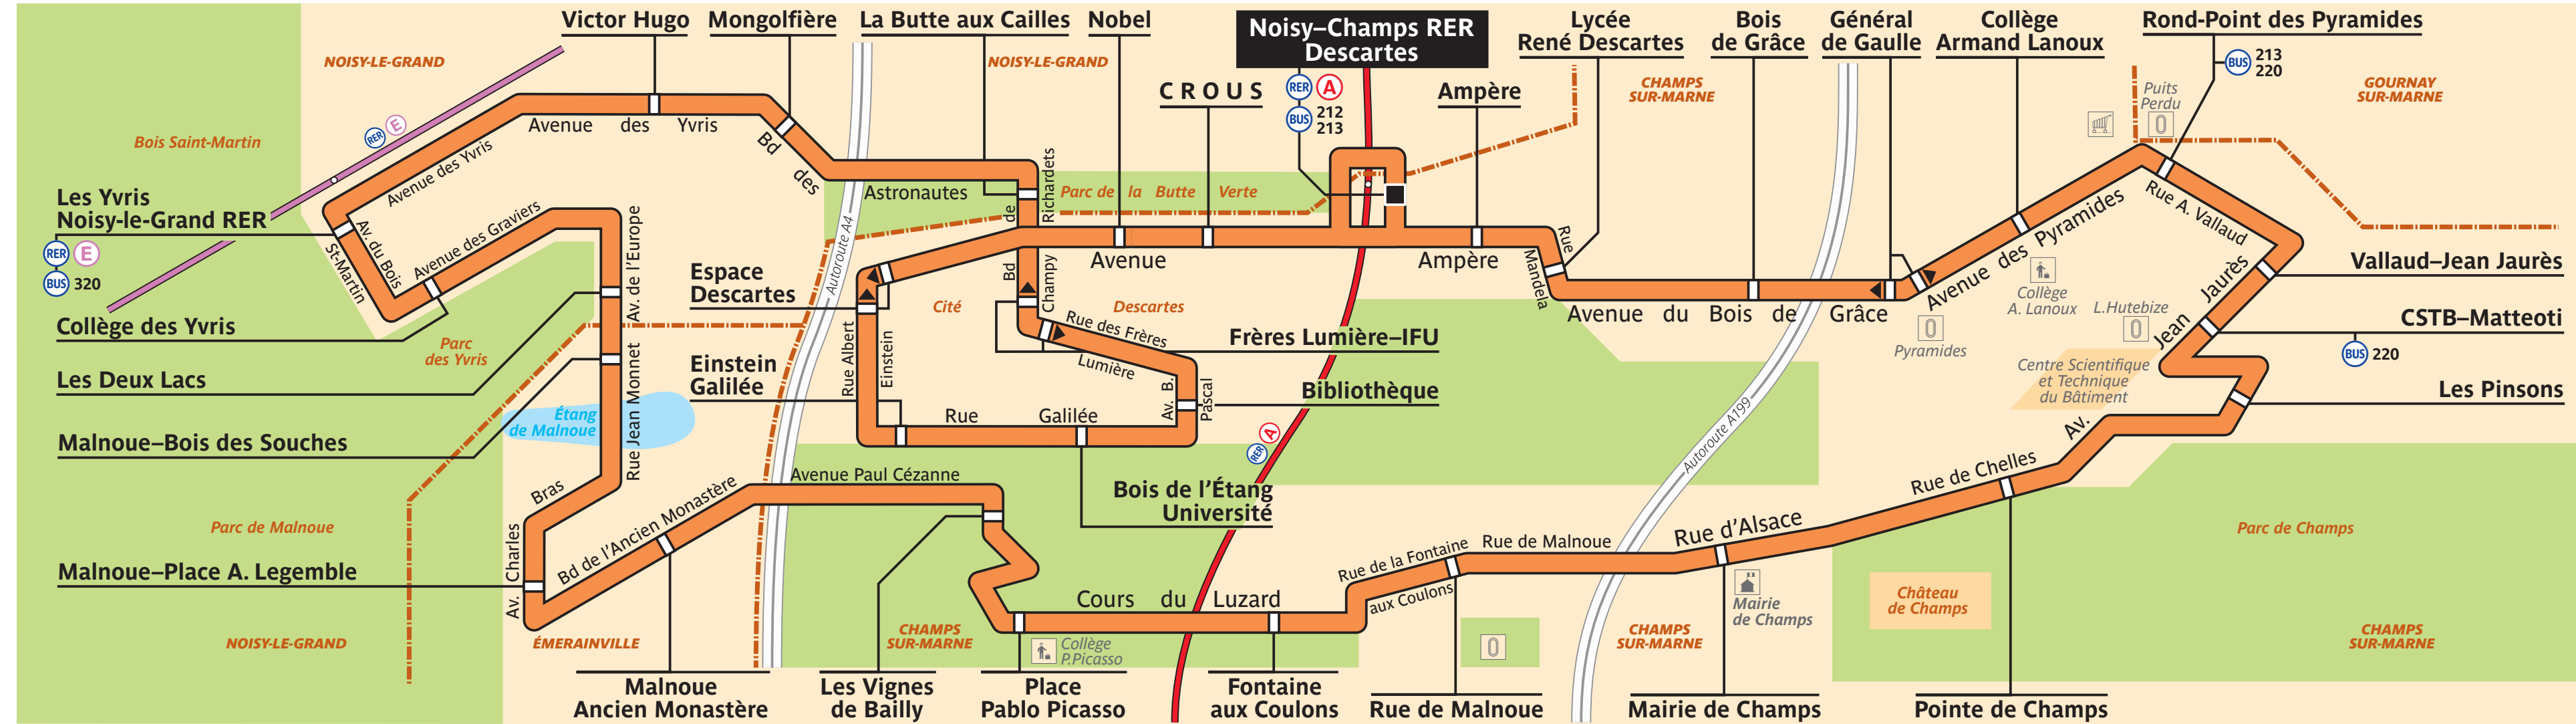 Victor Hugo
Mongolfière
La Butte aux Cailles
Nobel
Noisy–Champs RER
Descartes
Lycée
René Descartes
Bois
de Grâce
Général
de Gaulle
Collège
Armand Lanoux
Rond-Point des Pyramides
BUS 213
220
NOISY-LE-GRAND
NOISY-LE-GRAND
CROUS
RER A
BUS 212
213
Ampère
CHAMPS
SUR-MARNE
Puits
Perdu
GOURNAY
SUR-MARNE
Bois Saint-Martin
RER E
Avenue des Yvris
Avenue des Yvris
Bd des
Astronautes
Bd de Richardets
Parc de la Butte Verte
Les Yvris
Noisy-le-Grand RER
RER E
BUS 320
Av. du Bois
St-Martin
Avenue des Graviers
Av. de l'Europe
Autoroute A4
Espace
Descartes
Cité
Descartes
Avenue
Ampère
Rue
Mandela
Avenue du Bois de Grâce
Avenue des Pyramides
Rue A. Vallaud
Collège
A. Lanoux
Pyramides
L.Hutebize
Jean Jaurès
Vallaud–Jean Jaurès
CSTB–Matteoti
BUS 220
Les Pinsons
Centre Scientifique
et Technique
du Bâtiment
Collège des Yvris
Parc
des Yvris
Les Deux Lacs
Malnoue–Bois des Souches
Étang
de Malnoue
Rue Jean Monnet
Einstein
Galilée
Rue Albert
Einstein
Champy
Rue des Frères
Lumière
Frères Lumière–IFU
Bibliothèque
Av. B.
Pascal
Rue Galilée
RER A
Bois de l'Étang
Université
Autoroute A199
Av.
Rue de Chelles
Bras
Av. Charles
Parc de Malnoue
Malnoue–Place A. Legemble
Bd de l'Ancien Monastère
Avenue Paul Cézanne
Rue de la Fontaine
aux Coulons
Rue de Malnoue
Rue d'Alsace
Parc de Champs
Château
de Champs
Mairie
de Champs
Cours du Luzard
NOISY-LE-GRAND
ÉMERAINVILLE
CHAMPS
SUR-MARNE
Collège
P.Picasso
CHAMPS
SUR-MARNE
CHAMPS
SUR-MARNE
Malnoue
Ancien Monastère
Les Vignes
de Bailly
Place
Pablo Picasso
Fontaine
aux Coulons
Rue de Malnoue
Mairie de Champs
Pointe de Champs